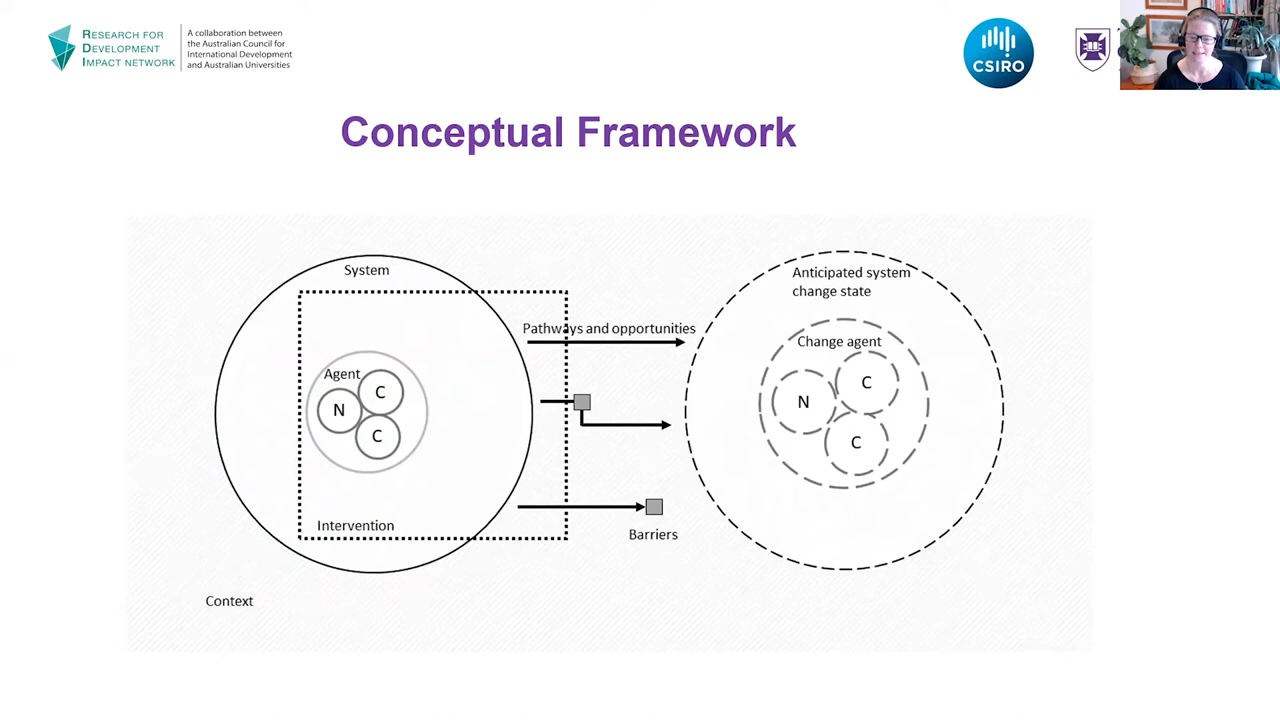 RESEARCH FOR
DEVELOPMENT
IMPACT NETWORK
A collaboration between
the Australian Council for
International Development
and Australian Universities
CSIRO
Conceptual Framework
System
Anticipated system
change state
Pathways and opportunities
Change agent
Agent
C
N
C
C
N
C
Intervention
Barriers
Context